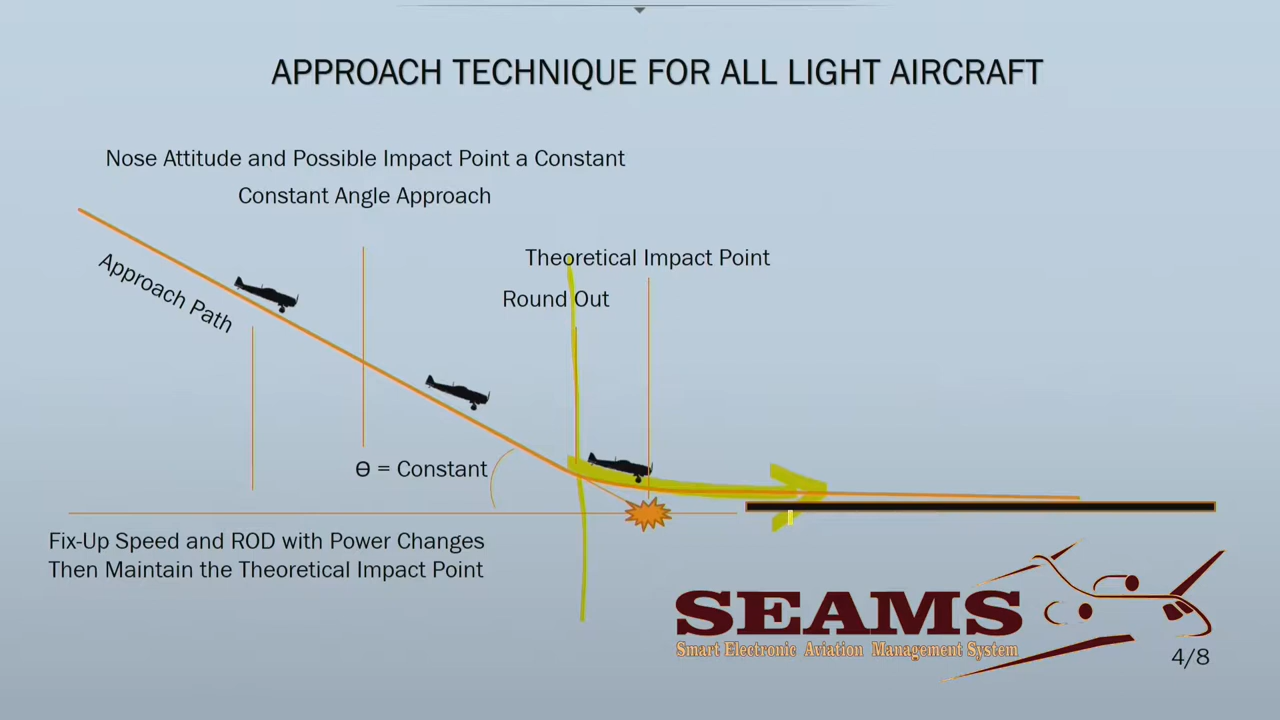 APPROACH TECHNIQUE FOR ALL LIGHT AIRCRAFT
Nose Attitude and Possible Impact Point a Constant
Constant Angle Approach
Approach Path
Theoretical Impact Point
Round Out
Ɵ = Constant
Fix-Up Speed and ROD with Power Changes
Then Maintain the Theoretical Impact Point
SEAMS
Smart Electronic Aviation Management System
4/8